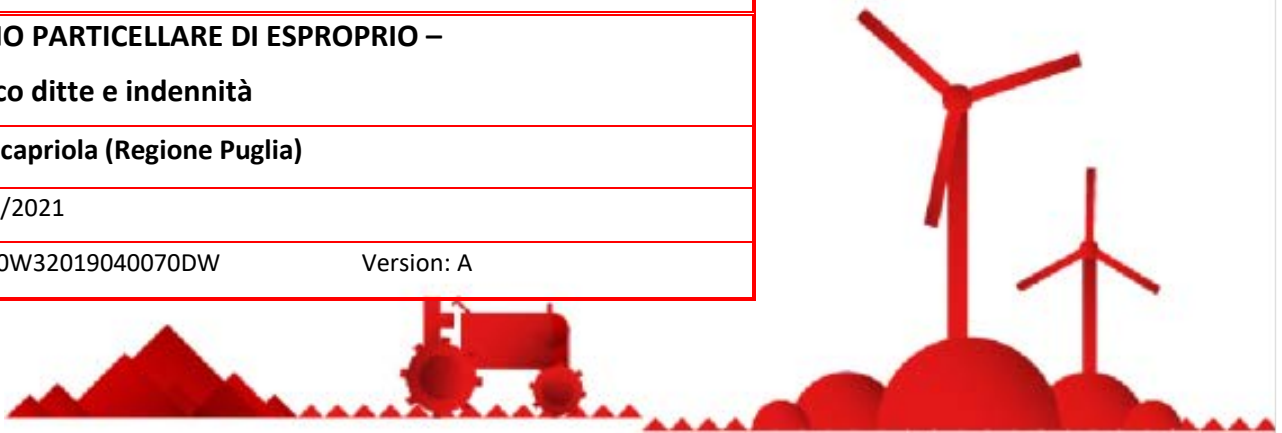 IO PARTICELLARE DI ESPROPRIO –
co ditte e indennità
capriola (Regione Puglia)
/2021
0W32019040070DW Version: A